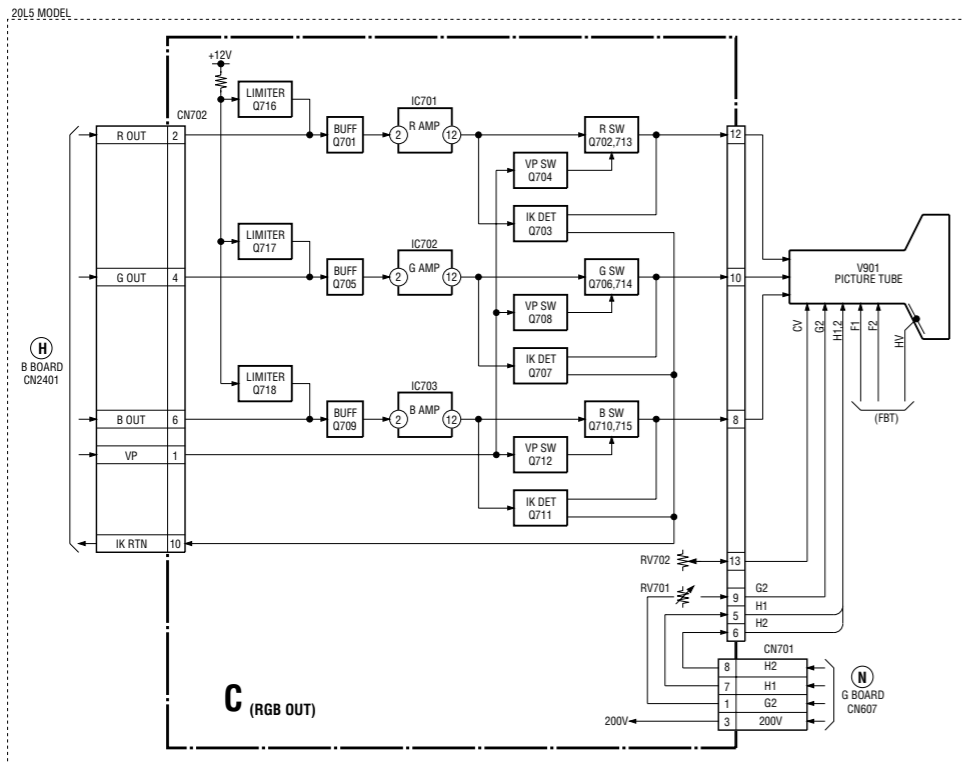 20L5 MODEL
+12V
LIMITER
Q716
CN702
IC701
R OUT 2
BUFF
Q701
2 R AMP 12
R SW
Q702,713
12
VP SW
Q704
IK DET
Q703
LIMITER
Q717
IC702
G OUT 4
BUFF
Q705
2 G AMP 12
G SW
Q706,714
10
V901
PICTURE TUBE
VP SW
Q708
CV
G2
H1,2
F1
F2
HV
H
B BOARD
CN2401
IK DET
Q707
LIMITER
Q718
IC703
(FBT)
B OUT 6
BUFF
Q709
2 B AMP 12
B SW
Q710,715
8
VP 1
VP SW
Q712
IK DET
Q711
IK RTN 10
RV702
13
RV701
9 G2
5 H1
6 H2
CN701
8 H2
7 H1
1 G2
3 200V
N
G BOARD
CN607
200V
C (RGB OUT)